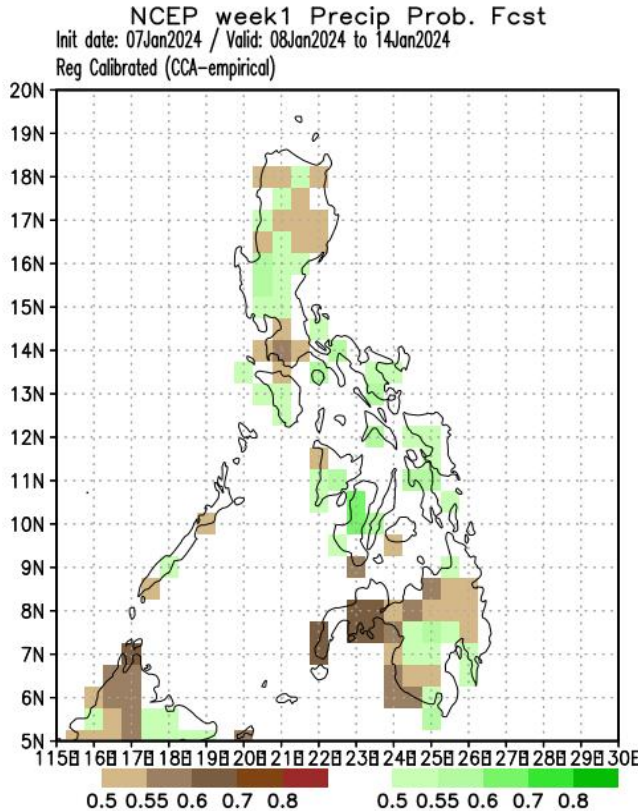 NCEP week1 Precip Prob. Fcst
Init date: 07Jan2024 / Valid: 08Jan2024 to 14Jan2024
Reg Calibrated (CCA-empirical)
20N
19N
18N
17N
16N
15N
14N
13N
12N
11N
10N
9N
8N
7N
6N
5N
115E 116E 117E 118E 119E 120E 121E 122E 123E 124E 125E 126E 127E 128E 129E 130E
0.5 0.55 0.6 0.7 0.8 0.5 0.55 0.6 0.7 0.8